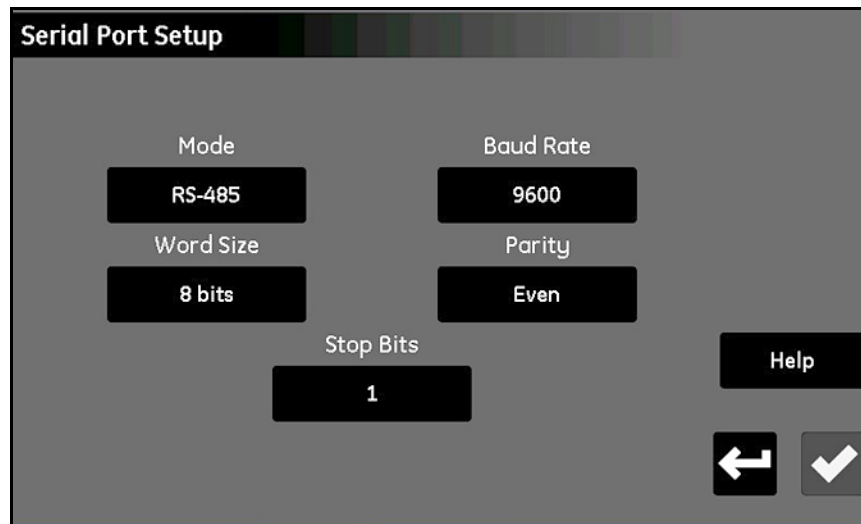 Serial Port Setup
Mode
Baud Rate
RS-485
9600
Word Size
Parity
8 bits
Even
Stop Bits
1
Help